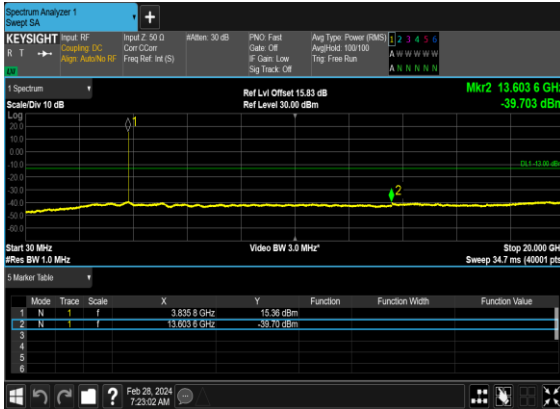 Spectrum Analyzer 1
Swept SA
+
KEYSIGHT Input: RF Input Z: 50 Ω #Atten: 30 dB PNO: Fast Avg Type: Power (RMS) 1 2 3 4 5 6
R T Coupling: DC Corr CCorr Gate: Off Avg|Hold: 100/100 A W W W W W
Align: Auto/No RF Freq Ref: Int (S) IF Gain: Low Trig: Free Run
Sig Track: Off A N N N N N
LXI
1 Spectrum Ref Lvl Offset 15.83 dB Mkr2 13.603 6 GHz
Scale/Div 10 dB Ref Level 30.00 dBm -39.703 dBm
Log
20.0
10.0
0.00
-10.0
DL1 -13.00 dBm
-20.0
-30.0
-40.0
-50.0
-60.0
1
2
Start 30 MHz Video BW 3.0 MHz* Stop 20.000 GHz
#Res BW 1.0 MHz Sweep 34.7 ms (40001 pts)
5 Marker Table
Mode Trace Scale X Y Function Function Width Function Value
1 N 1 f 3.835 8 GHz 15.36 dBm
2 N 1 f 13.603 6 GHz -39.70 dBm
3
4
5
6
? Feb 28, 2024
7:23:02 AM